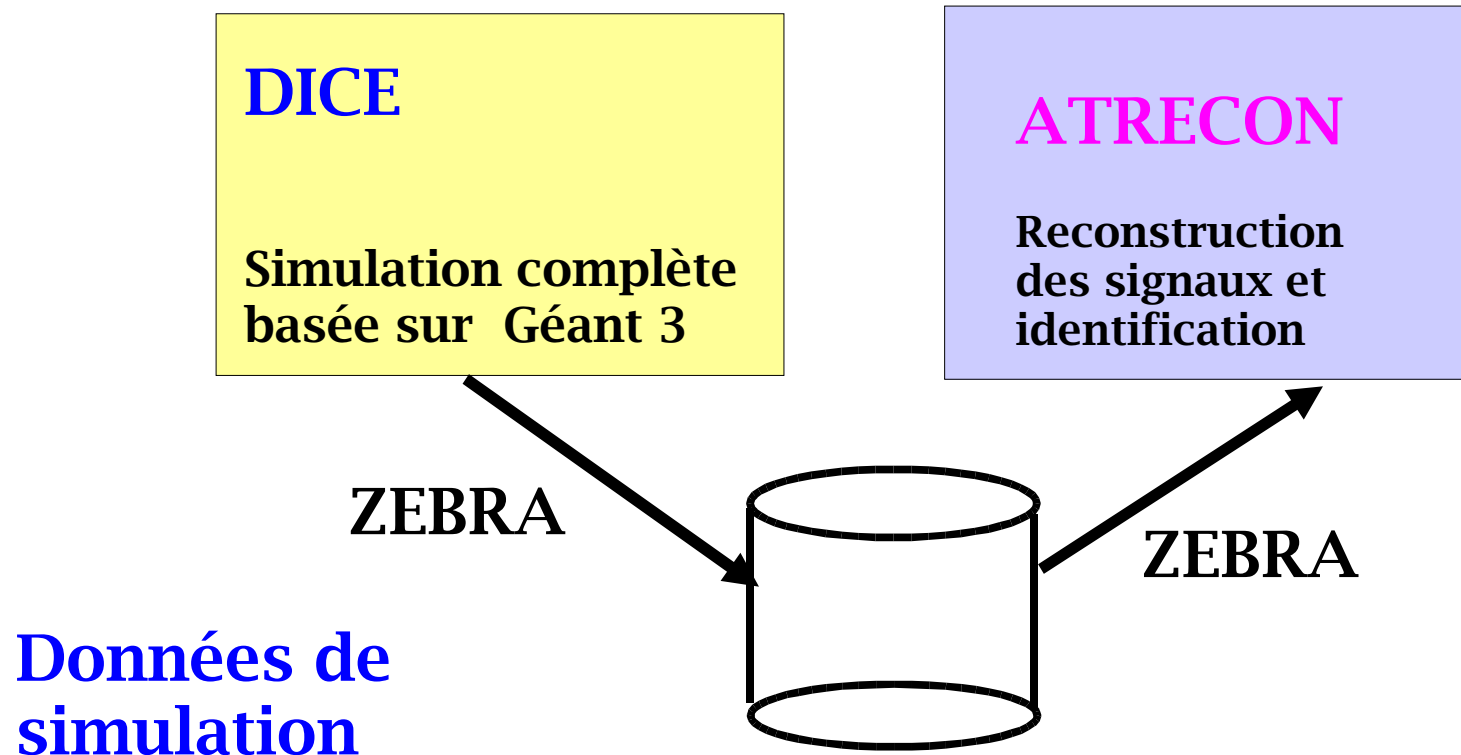 DICE
Simulation complète
basée sur Géant 3
ATRECON
Reconstruction
des signaux et
identification
ZEBRA
ZEBRA
Données de
simulation